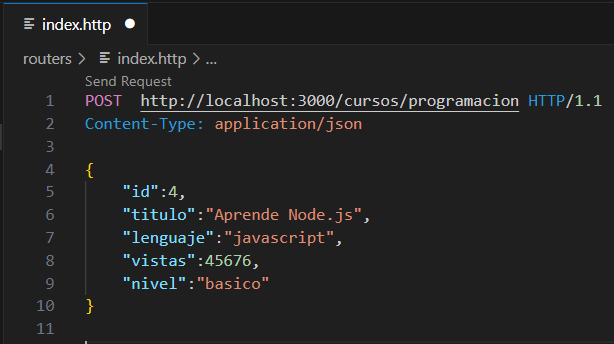 index.http
routers > index.http > ...
Send Request
1 POST  http://localhost:3000/cursos/programacion HTTP/1.1
2 Content-Type: application/json
3
4 {
5     "id":4,
6     "titulo":"Aprende Node.js",
7     "lenguaje":"javascript",
8     "vistas":45676,
9     "nivel":"basico"
10 }
11